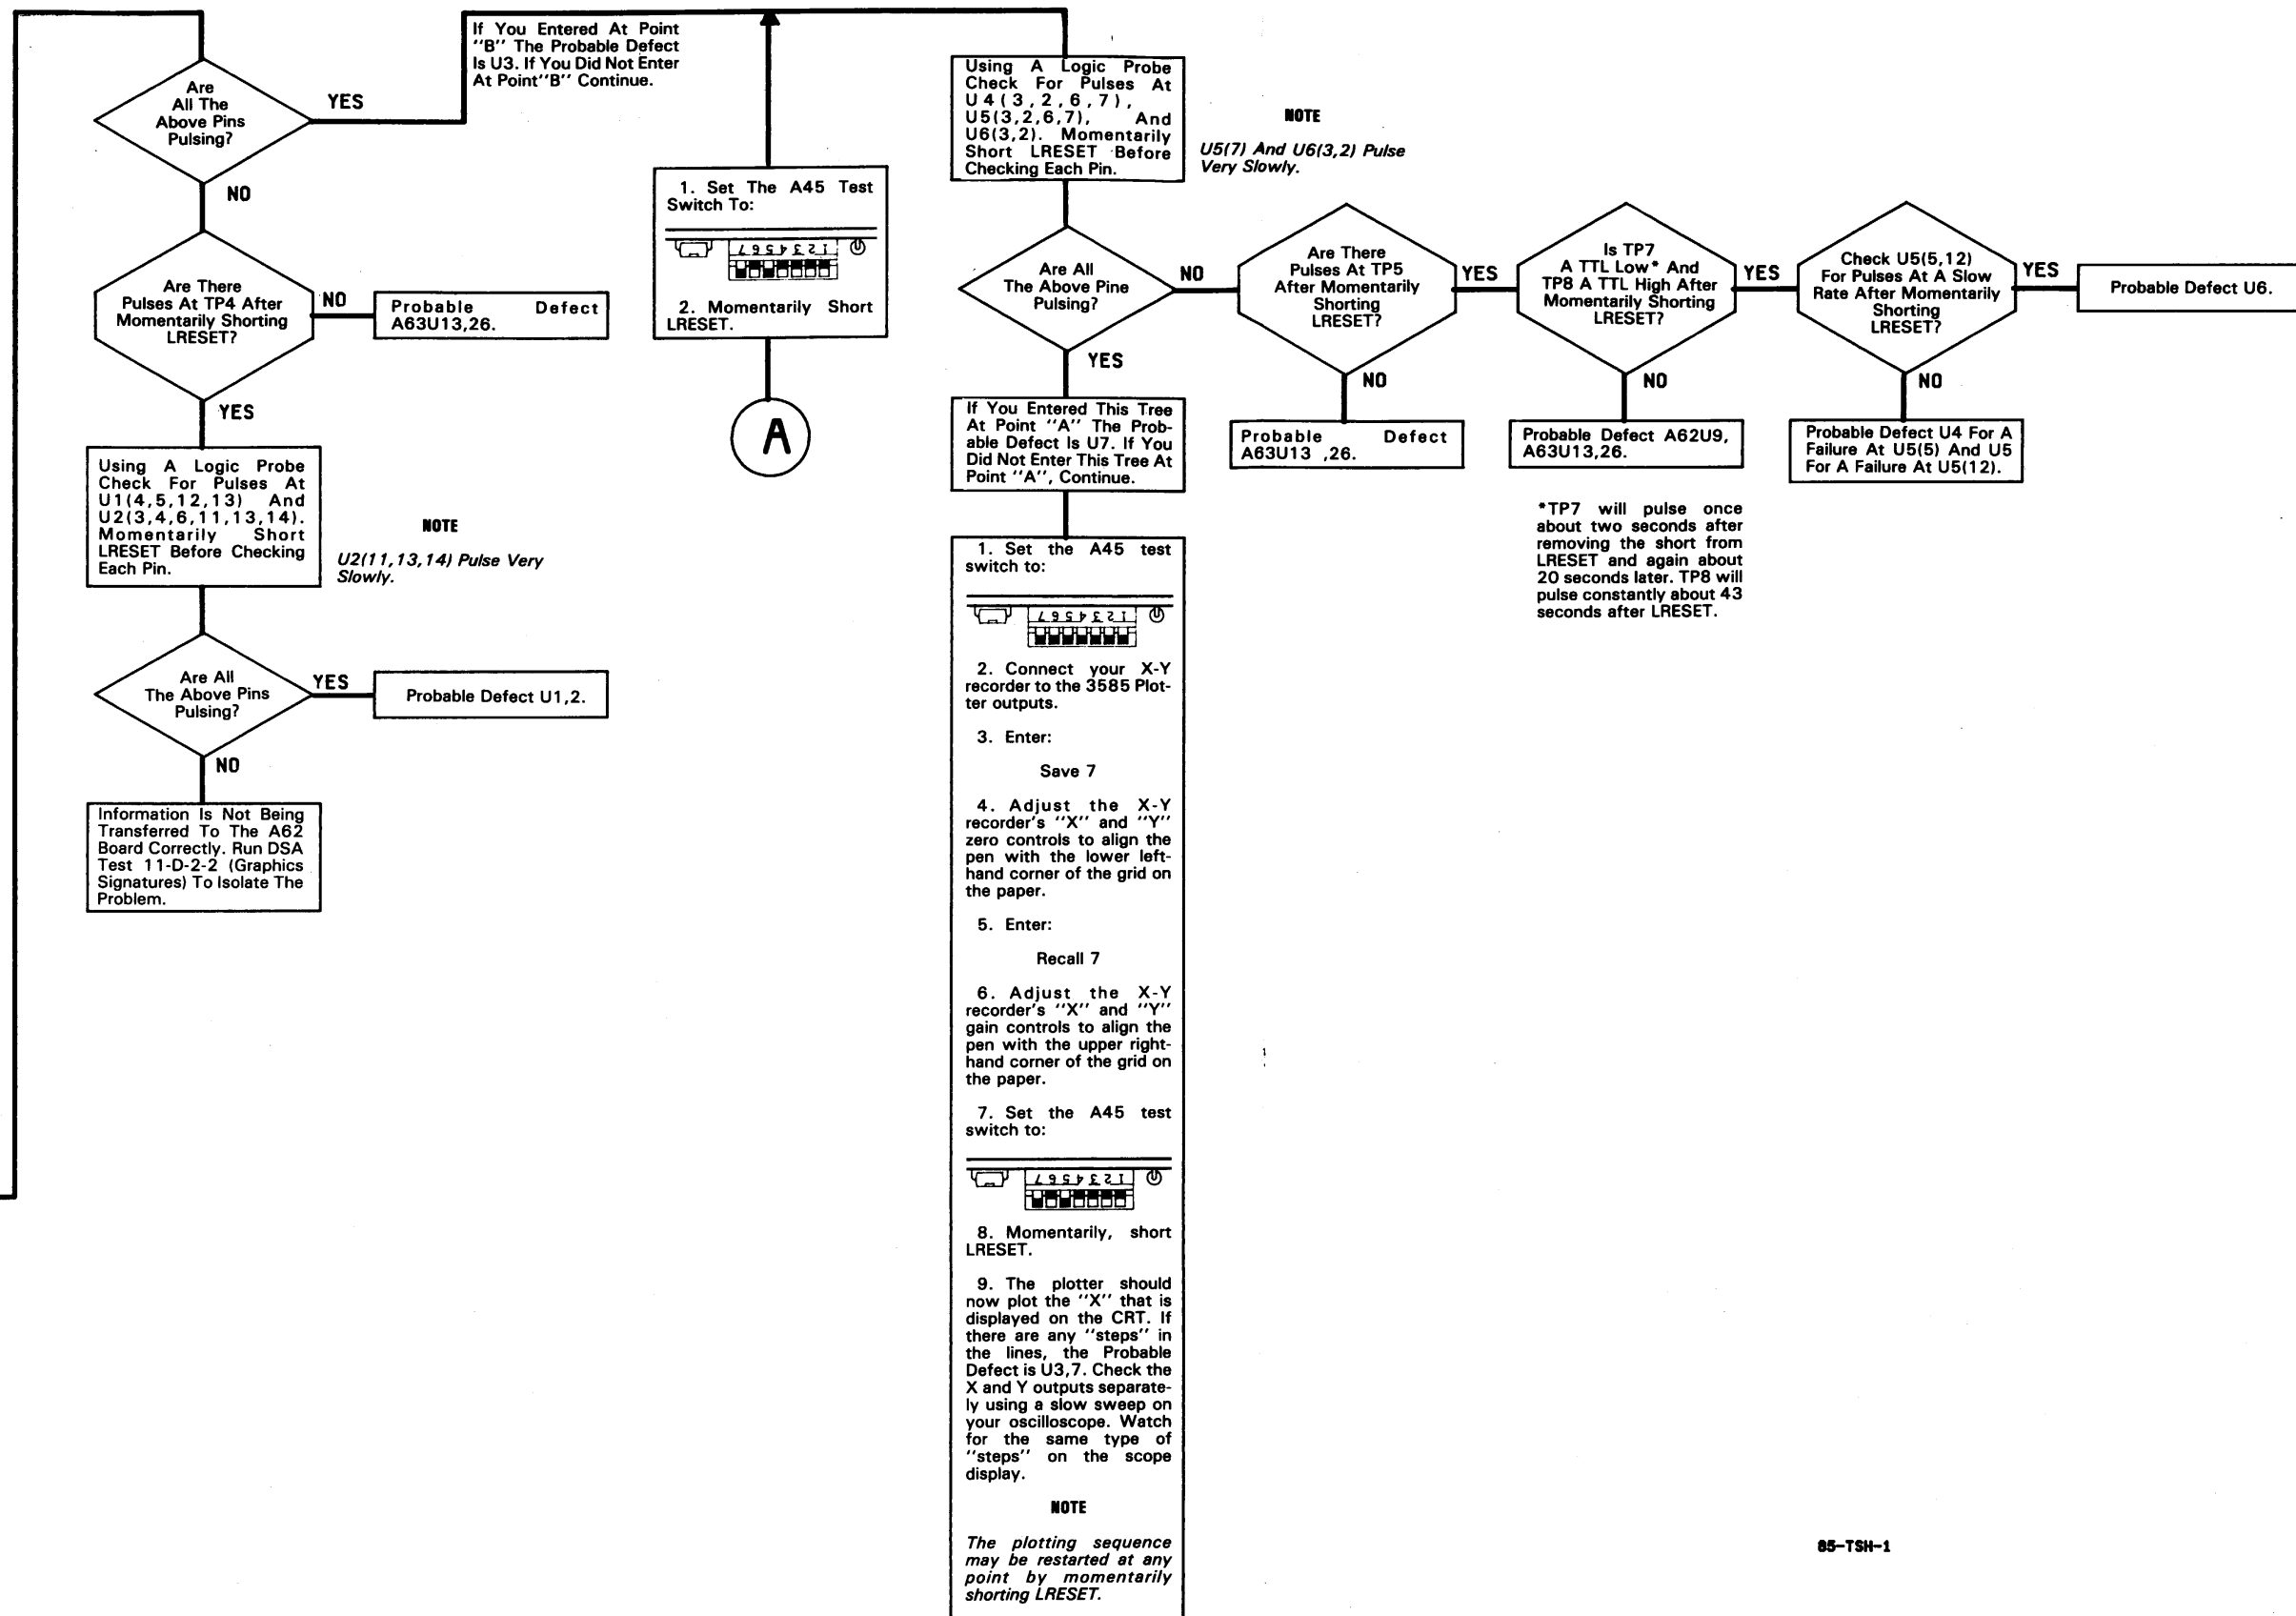 If You Entered At Point
"B" The Probable Defect
Is U3. If You Did Not Enter
At Point"B" Continue.
Are
All The
Above Pins
Pulsing?
YES
NO
Are There
Pulses At TP4 After
Momentarily Shorting
LRESET?
NO
Probable Defect
A63U13,26.
YES
Using A Logic Probe
Check For Pulses At
U1(4,5,12,13) And
U2(3,4,6,11,13,14).
Momentarily Short
LRESET Before Checking
Each Pin.
NOTE
U2(11,13,14) Pulse Very
Slowly.
Are All
The Above Pins
Pulsing?
YES
Probable Defect U1,2.
NO
Information Is Not Being
Transferred To The A62
Board Correctly. Run DSA
Test 11-D-2-2 (Graphics
Signatures) To Isolate The
Problem.
1. Set The A45 Test
Switch To:
1 2 3 4 5 6 7
2. Momentarily Short
LRESET.
A
Using A Logic Probe
Check For Pulses At
U4(3,2,6,7),
U5(3,2,6,7), And
U6(3,2). Momentarily
Short LRESET Before
Checking Each Pin.
NOTE
U5(7) And U6(3,2) Pulse
Very Slowly.
Are All
The Above Pine
Pulsing?
NO
YES
If You Entered This Tree
At Point "A" The Prob-
able Defect Is U7. If You
Did Not Enter This Tree At
Point "A", Continue.
1. Set the A45 test
switch to:
1 2 3 4 5 6 7
2. Connect your X-Y
recorder to the 3585 Plot-
ter outputs.
3. Enter:
Save 7
4. Adjust the X-Y
recorder's "X" and "Y"
zero controls to align the
pen with the lower left-
hand corner of the grid on
the paper.
5. Enter:
Recall 7
6. Adjust the X-Y
recorder's "X" and "Y"
gain controls to align the
pen with the upper right-
hand corner of the grid on
the paper.
7. Set the A45 test
switch to:
1 2 3 4 5 6 7
8. Momentarily, short
LRESET.
9. The plotter should
now plot the "X" that is
displayed on the CRT. If
there are any "steps" in
the lines, the Probable
Defect is U3,7. Check the
X and Y outputs separate-
ly using a slow sweep on
your oscilloscope. Watch
for the same type of
"steps" on the scope
display.
NOTE
The plotting sequence
may be restarted at any
point by momentarily
shorting LRESET.
Are There
Pulses At TP5
After Momentarily
Shorting
LRESET?
YES
NO
Probable Defect
A63U13 ,26.
Is TP7
A TTL Low* And
TP8 A TTL High After
Momentarily Shorting
LRESET?
YES
NO
Probable Defect A62U9,
A63U13,26.
*TP7 will pulse once
about two seconds after
removing the short from
LRESET and again about
20 seconds later. TP8 will
pulse constantly about 43
seconds after LRESET.
Check U5(5,12)
For Pulses At A Slow
Rate After Momentarily
Shorting
LRESET?
YES
Probable Defect U6.
NO
Probable Defect U4 For A
Failure At U5(5) And U5
For A Failure At U5(12).
85-TSH-1